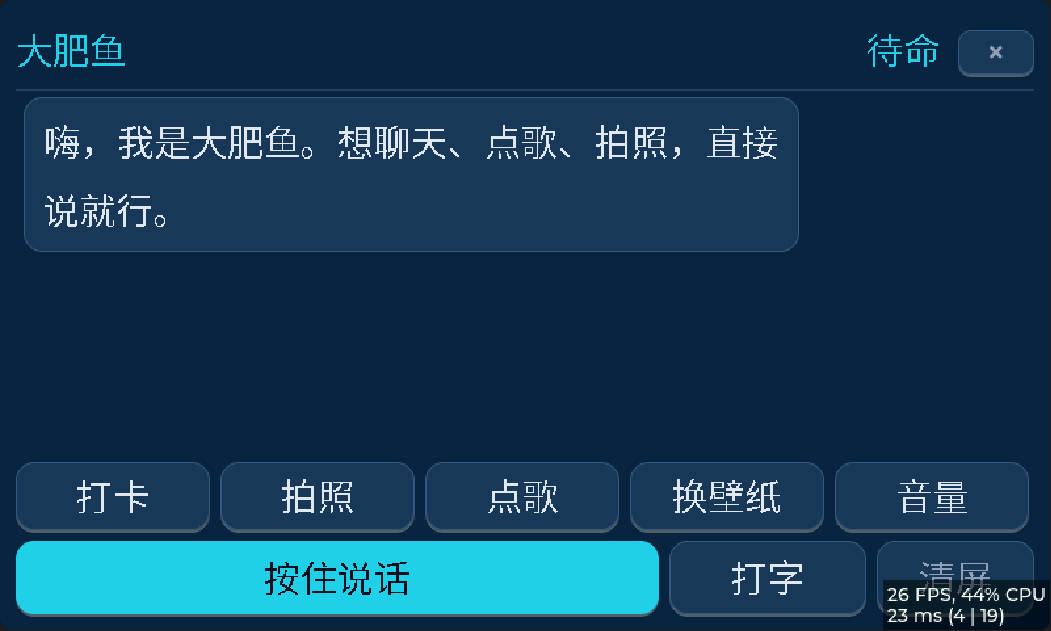 大肥鱼
待命
×
嗨，我是大肥鱼。想聊天、点歌、拍照，直接
说就行。
打卡
拍照
点歌
换壁纸
音量
按住说话
打字
清屏
26 FPS, 44% CPU
23 ms (4 | 19)